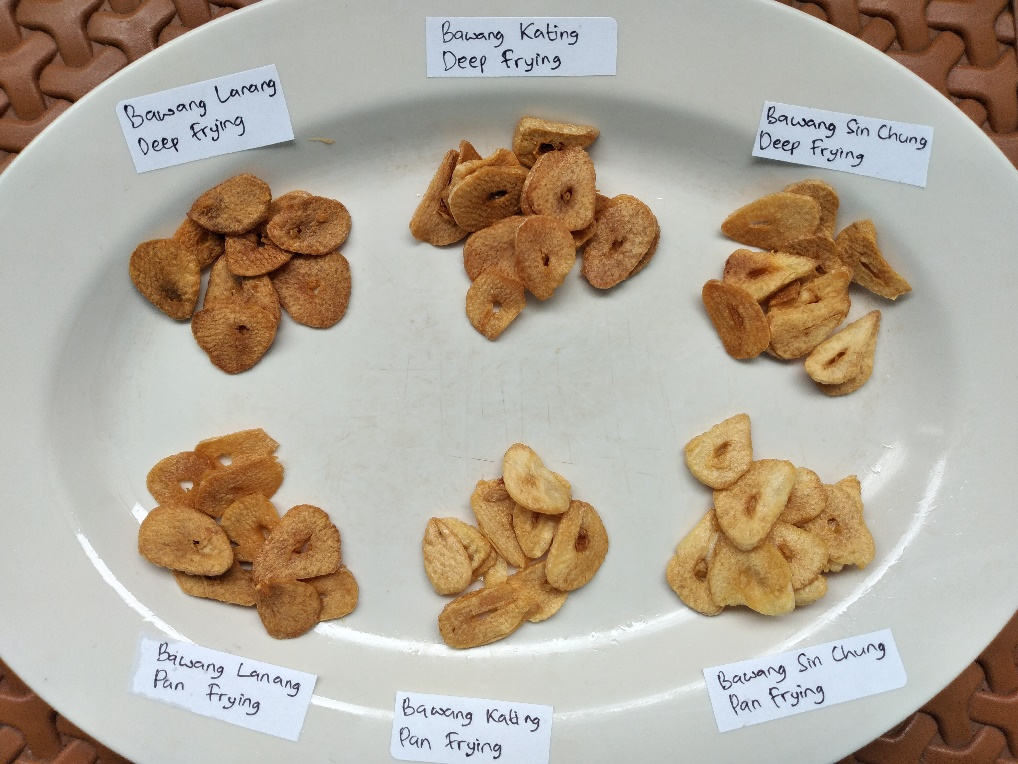 Bawang Lanang
Deep Frying
Bawang Kating
Deep Frying
Bawang Sin Chung
Deep Frying
Bawang Lanang
Pan Frying
Bawang Kating
Pan Frying
Bawang Sin Chung
Pan Frying